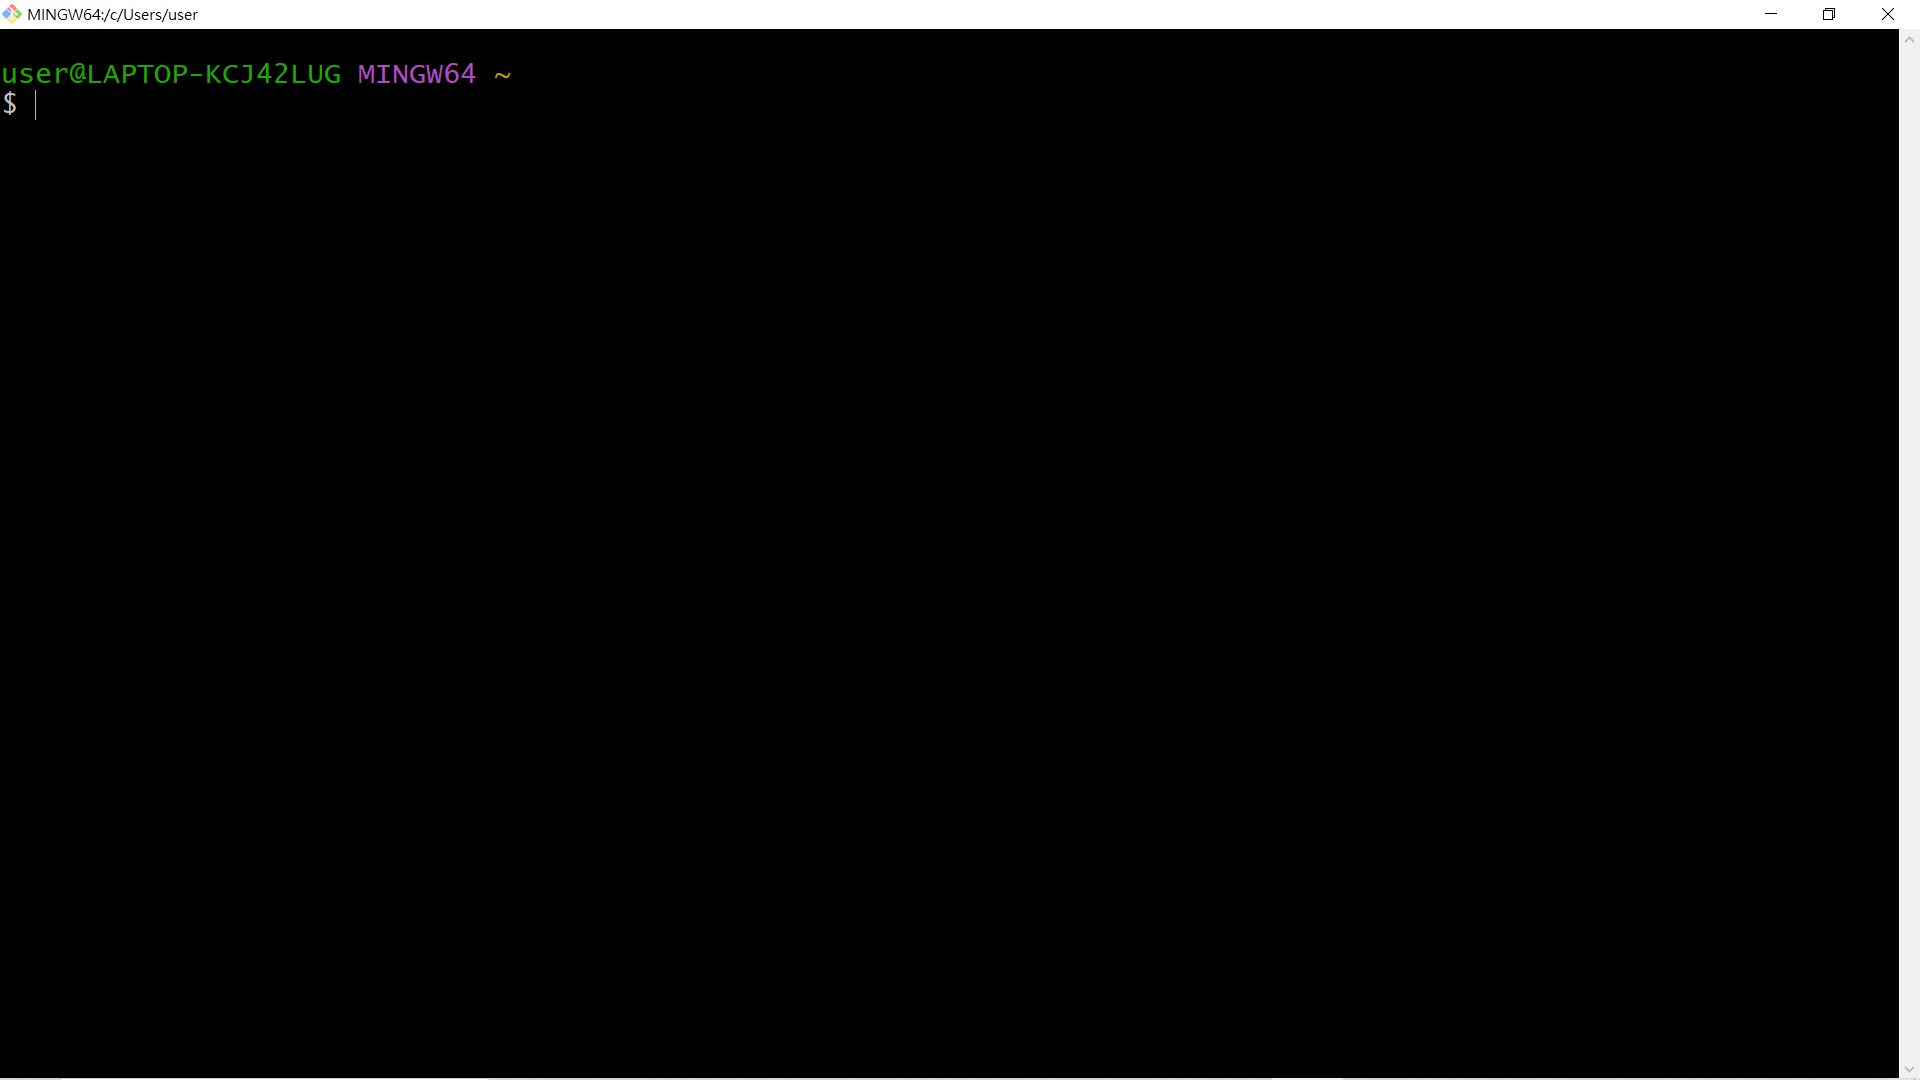 MINGW64:/c/Users/user
user@LAPTOP-KCJ42LUG MINGW64 ~
$